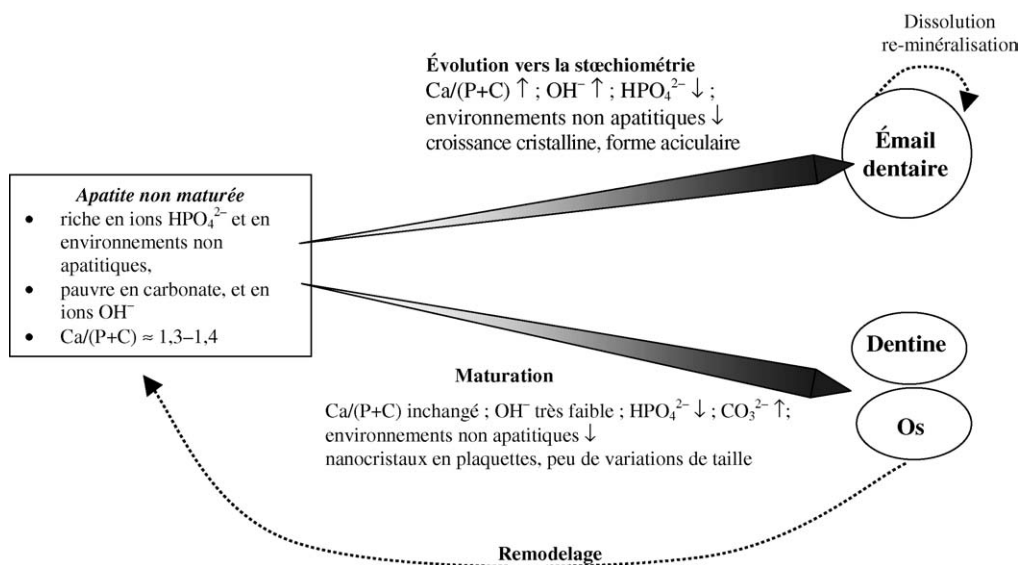 Dissolution
re-minéralisation
Évolution vers la stœchiométrie
Ca/(P+C) ↑ ; OH⁻ ↑ ; HPO₄²⁻ ↓ ;
environnements non apatitiques ↓
croissance cristalline, forme aciculaire
Émail
dentaire
Apatite non maturée
• riche en ions HPO₄²⁻ et en
environnements non
apatitiques,
• pauvre en carbonate, et en
ions OH⁻
• Ca/(P+C) ≈ 1,3–1,4
Dentine
Os
Maturation
Ca/(P+C) inchangé ; OH⁻ très faible ; HPO₄²⁻ ↓ ; CO₃²⁻ ↑;
environnements non apatitiques ↓
nanocristaux en plaquettes, peu de variations de taille
Remodelage